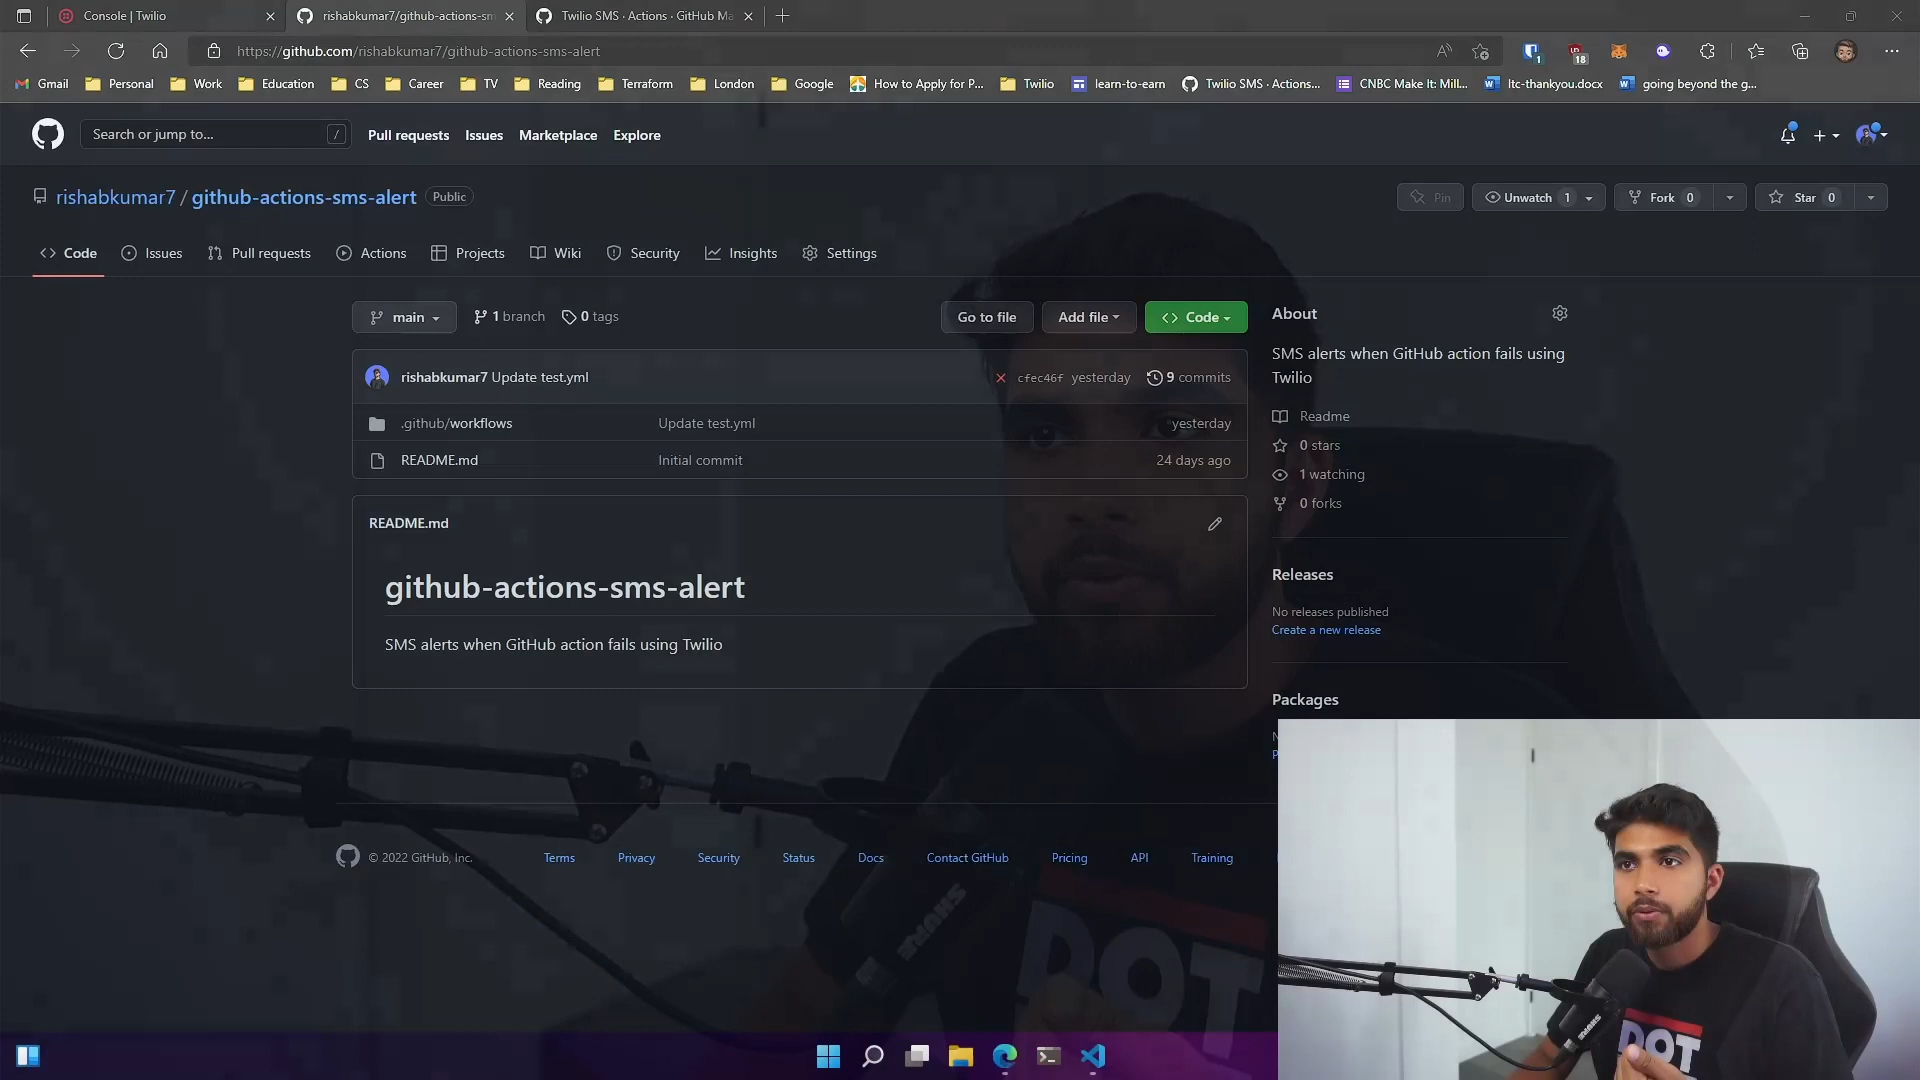 Console | Twilio
rishabkumar7/github-actions-sm
Twilio SMS · Actions · GitHub Ma
https://github.com/rishabkumar7/github-actions-sms-alert
1
18
Gmail
Personal
Work
Education
CS
Career
TV
Reading
Terraform
London
Google
How to Apply for P...
Twilio
learn-to-earn
Twilio SMS · Actions...
CNBC Make It: Mill...
ltc-thankyou.docx
going beyond the g...
Search or jump to...
/
Pull requests
Issues
Marketplace
Explore
rishabkumar7 / github-actions-sms-alert
Public
Pin
Unwatch 1
Fork 0
Star 0
Code
Issues
Pull requests
Actions
Projects
Wiki
Security
Insights
Settings
main
1 branch
0 tags
Go to file
Add file
Code
rishabkumar7 Update test.yml
cfec46f yesterday
9 commits
.github/workflows
Update test.yml
yesterday
README.md
Initial commit
24 days ago
README.md
github-actions-sms-alert
SMS alerts when GitHub action fails using Twilio
About
SMS alerts when GitHub action fails using
Twilio
Readme
0 stars
1 watching
0 forks
Releases
No releases published
Create a new release
Packages
© 2022 GitHub, Inc.
Terms
Privacy
Security
Status
Docs
Contact GitHub
Pricing
API
Training
SHURE
DOT
SHURE
DOT